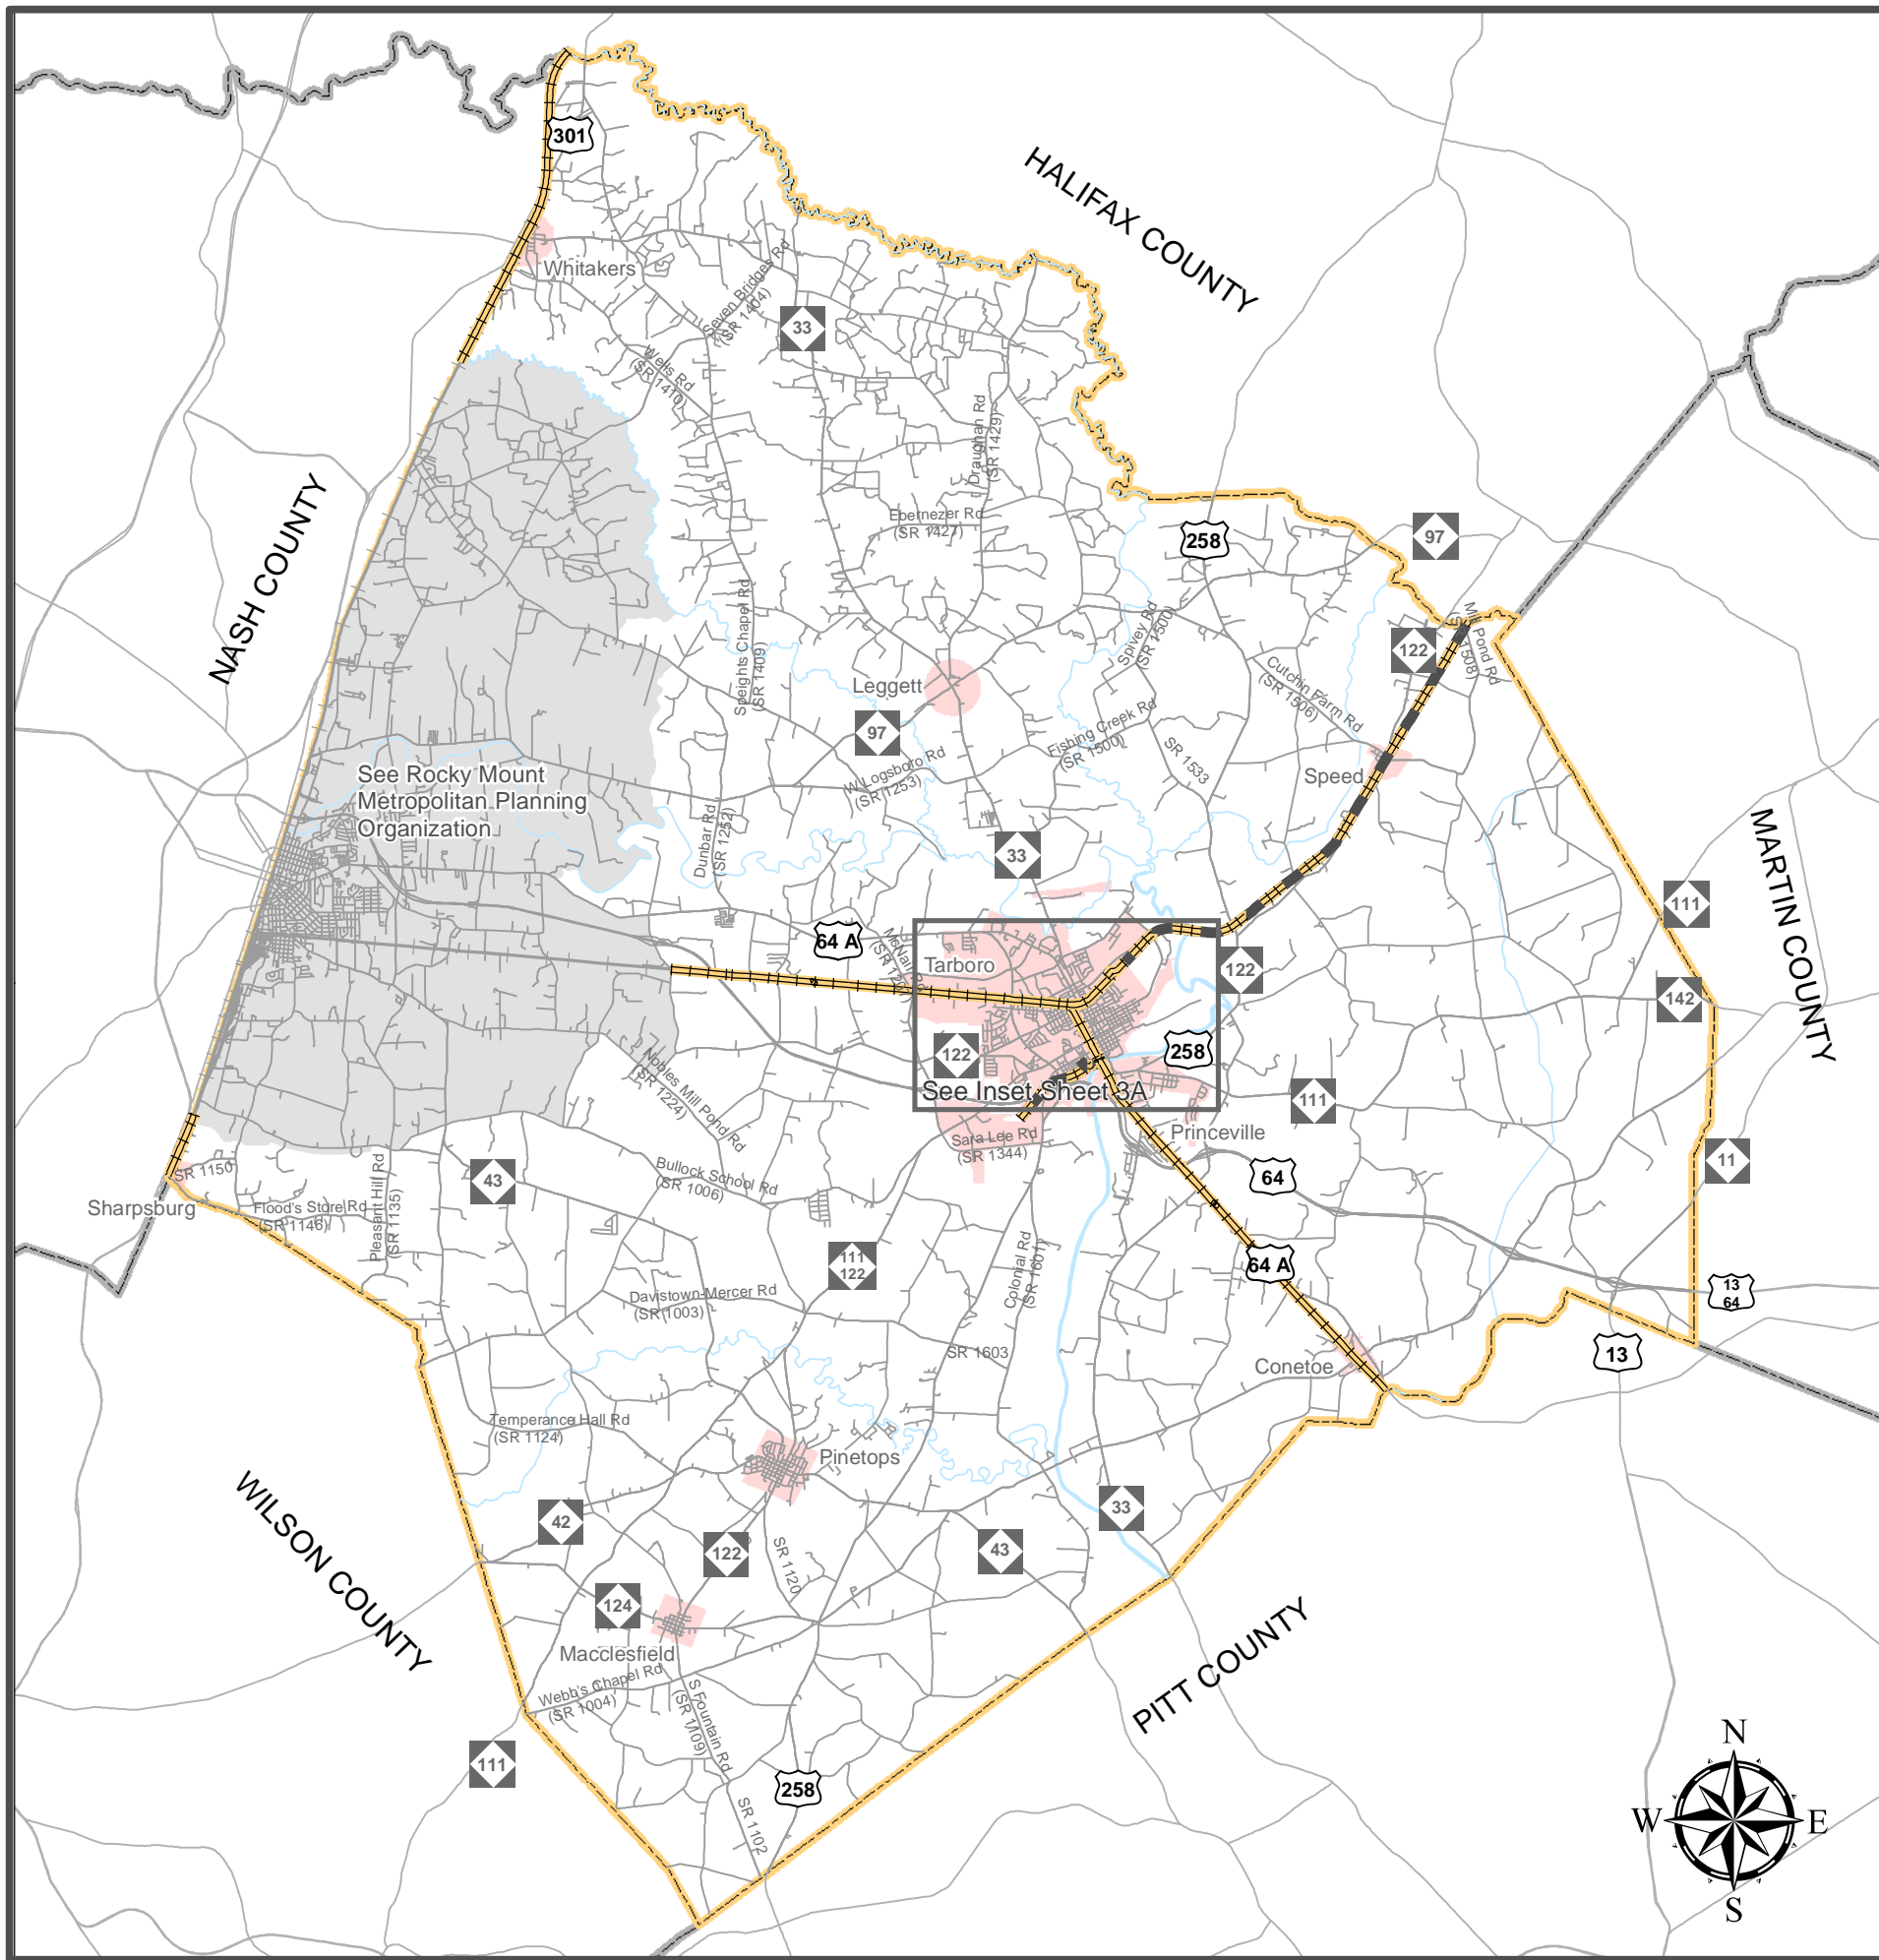 301
HALIFAX COUNTY
Whitakers
Seven Bridges Rd
(SR 1404)
33
Wells Rd
(SR 1410)
Draughan Rd
(SR 1429)
NASH COUNTY
Ebernezer Rd
(SR 1427)
258
97
Speights Chapel Rd
(SR 1409)
Spivey Rd
(SR 1500)
122
Mill Pond Rd
(SR 1508)
Leggett
Cutchin Farm Rd
(SR 1506)
97
Fishing Creek Rd
(SR 1500)
SR 1533
W Logsboro Rd
(SR 1253)
Speed
See Rocky Mount
Metropolitan Planning
Organization
Dunbar Rd
(SR 1252)
33
MARTIN COUNTY
111
64 A
Tarboro
122
142
122
258
See Inset Sheet 3A
111
Nobles Mill Pond Rd
(SR 1224)
Princeville
Sara Lee Rd
(SR 1344)
11
SR 1150
Bullock School Rd
(SR 1006)
43
64
Sharpsburg
Flood's Store Rd
(SR 1146)
Pleasant Hill Rd
(SR 1135)
111
122
Colonial Rd
(SR 1601)
64 A
Davistown-Mercer Rd
(SR 1003)
13
64
SR 1603
13
Conetoe
Temperance Hall Rd
(SR 1124)
Pinetops
WILSON COUNTY
42
33
122
SR 1120
43
124
Macclesfield
PITT COUNTY
Webb's Chapel Rd
(SR 1004)
S Fountain Rd
(SR 1109)
111
258
SR 1102
N
W
E
S